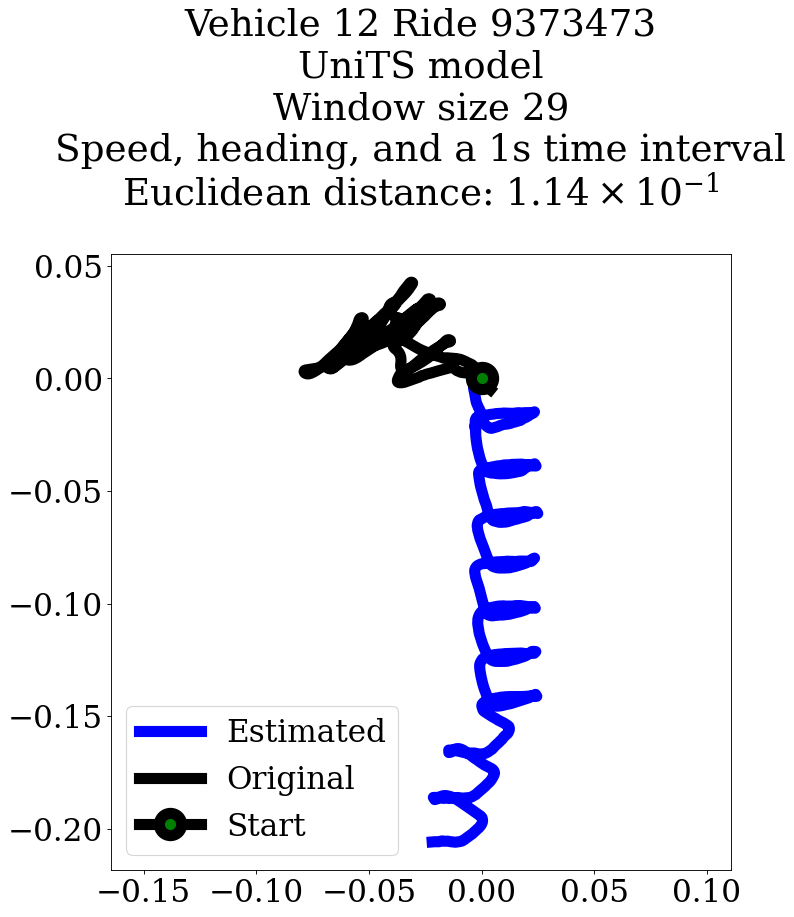 Vehicle 12 Ride 9373473
UniTS model
Window size 29
Speed, heading, and a 1s time interval
Euclidean distance: 1.14 × 10⁻¹
0.05
0.00
−0.05
−0.10
−0.15
−0.20
Estimated
Original
Start
−0.15 −0.10 −0.05 0.00 0.05 0.10